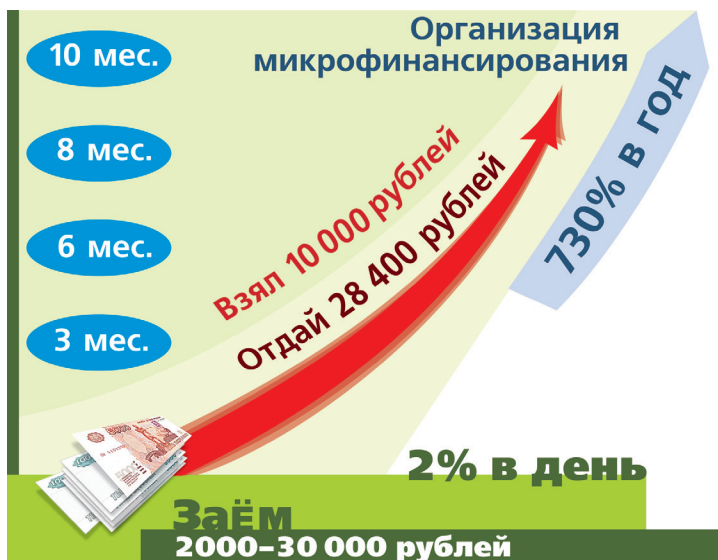 Организация
микрофинансирования
10 мес.
8 мес.
6 мес.
3 мес.
Взял 10 000 рублей
Отдай 28 400 рублей
730% в год
2% в день
Заём
2000–30 000 рублей